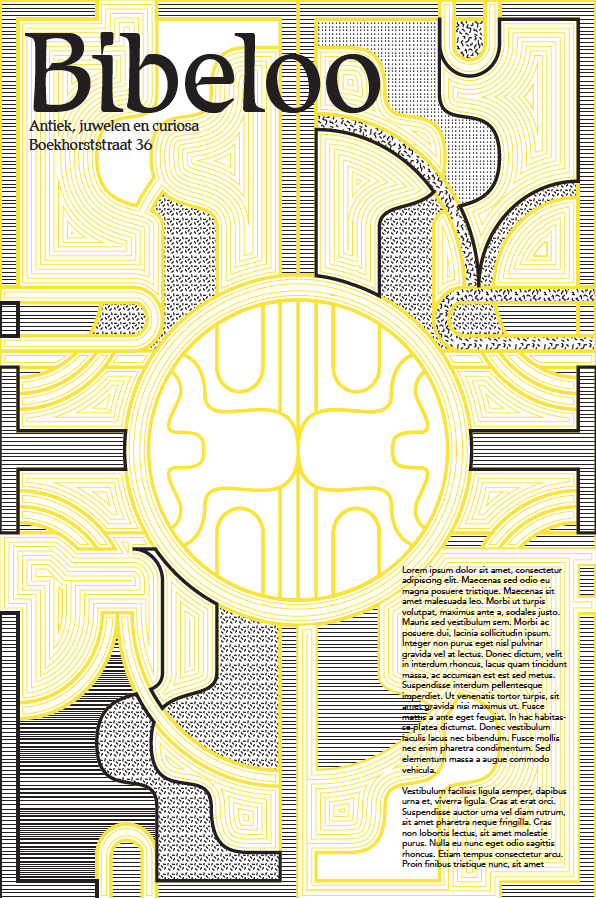 Bibeloo
Antiek, juwelen en curiosa
Boekhorststraat 36
Lorem ipsum dolor sit amet, consectetur
adipiscing elit. Maecenas sed odio eu
magna posuere tristique. Maecenas sit
amet malesuada leo. Morbi ut turpis
volutpat, maximus ante a, sodales justo.
Mauris sed vestibulum sem. Morbi ac
posuere dui, lacinia sollicitudin ipsum.
Integer non purus eget nisl pulvinar
gravida vel at lectus. Donec dictum, velit
in interdum rhoncus, lacus quam tincidunt
massa, ac accumsan est est sed metus.
Suspendisse interdum pellentesque
imperdiet. Ut venenatis tortor turpis, sit
amet gravida nisi maximus ut. Fusce
mattis a ante eget feugiat. In hac habitas-
se platea dictumst. Donec vestibulum
iaculis lacus nec bibendum. Fusce mollis
nec enim pharetra condimentum. Sed
elementum massa a augue commodo
vehicula.
Vestibulum facilisis ligula semper, dapibus
urna et, viverra ligula. Cras at erat orci.
Suspendisse auctor urna vel diam rutrum,
sit amet pharetra neque fringilla. Cras
non lobortis lectus, sit amet molestie
purus. Nulla eu nunc eget odio sagittis
rhoncus. Etiam tempus consectetur arcu.
Proin finibus tristique nunc, sit amet